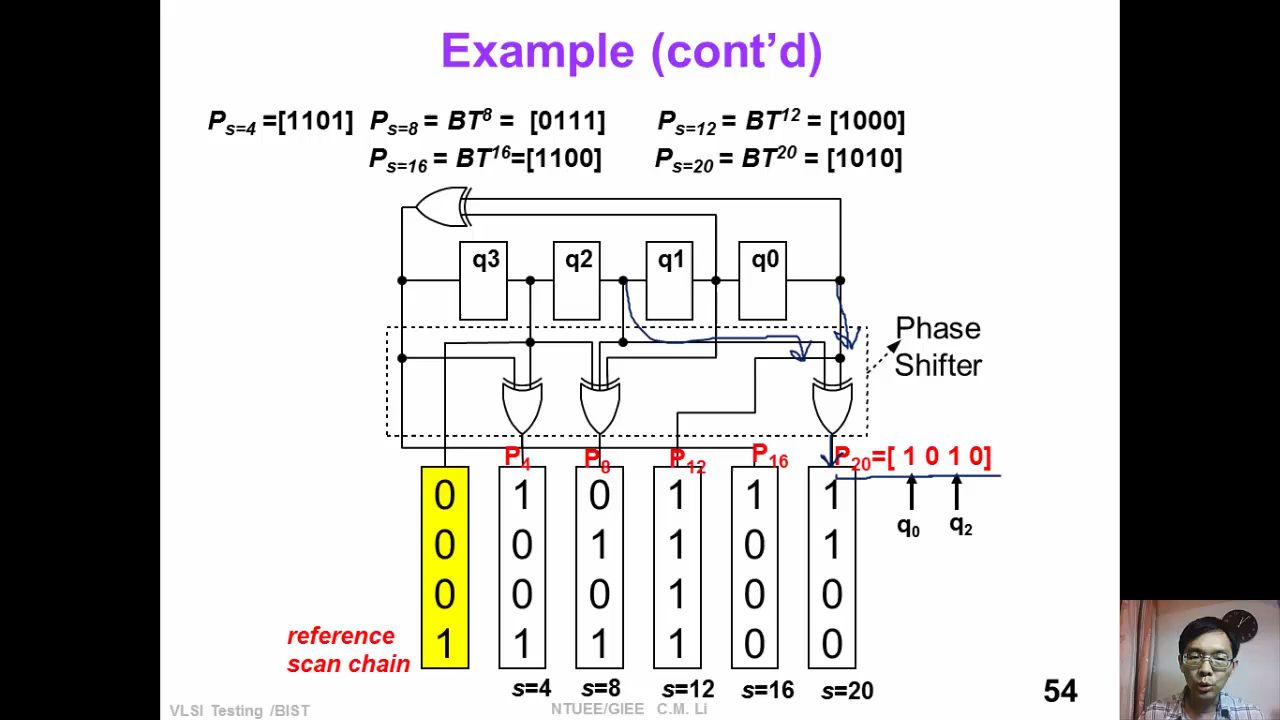 Example (cont’d)
Ps=4 =[1101] Ps=8 = BT8 = [0111] Ps=12 = BT12 = [1000]
Ps=16 = BT16=[1100] Ps=20 = BT20 = [1010]
q3 q2 q1 q0
Phase
Shifter
P4 P8 P12 P16 P20=[ 1 0 1 0]
0 1 0 1 1 1
q0 q2
0 0 1 1 0 1
0 0 0 1 0 0
1 1 1 1 0 0
reference
scan chain
s=4 s=8 s=12 s=16 s=20
54
VLSI Testing /BIST NTUEE/GIEE C.M. Li